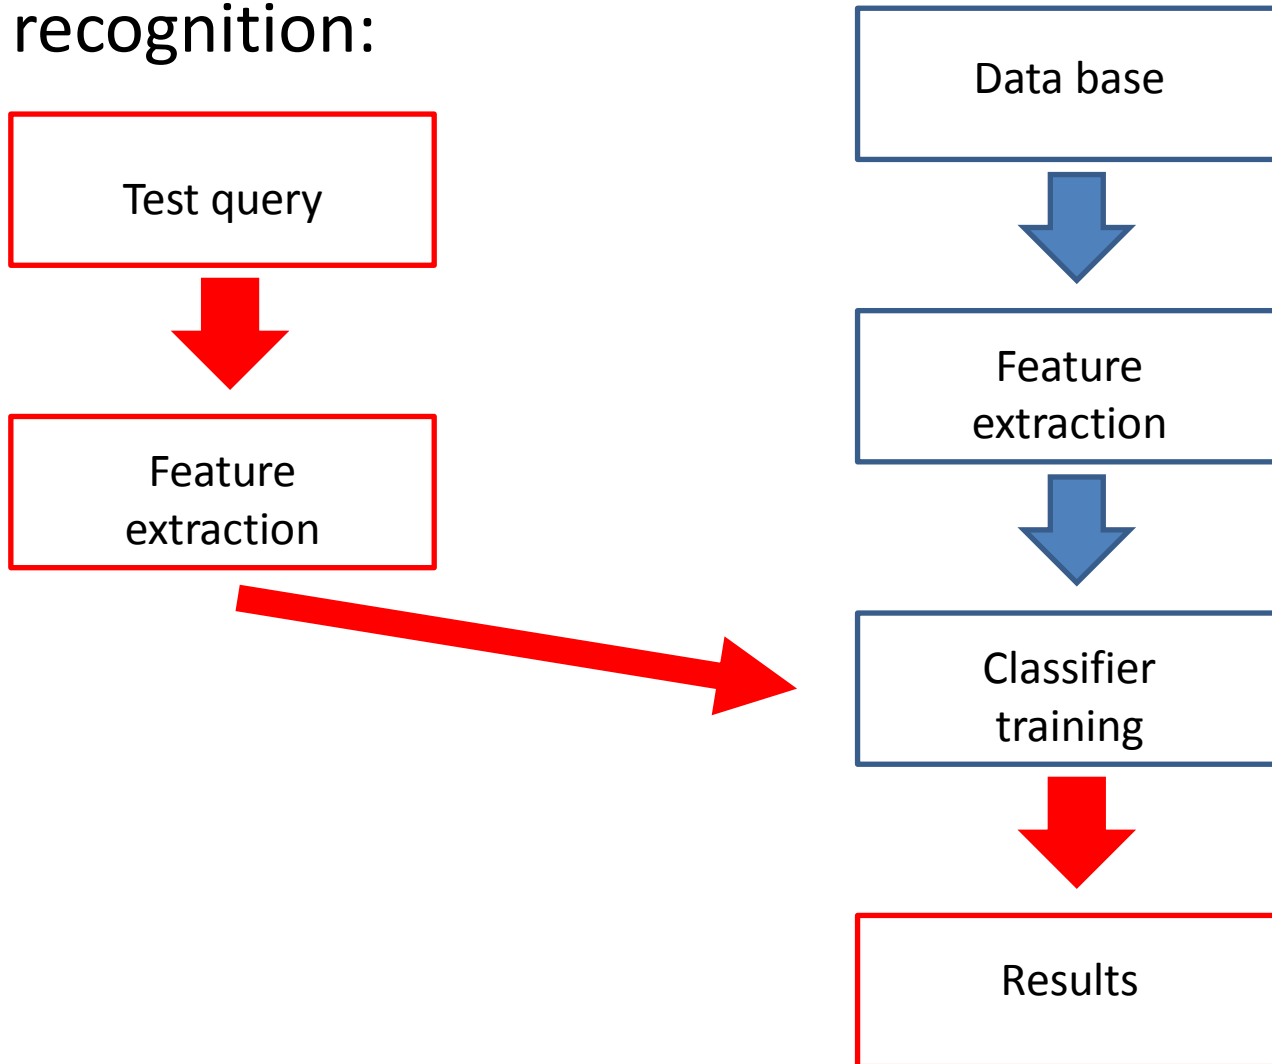 recognition:
Test query
Feature
extraction
Data base
Feature
extraction
Classifier
training
Results